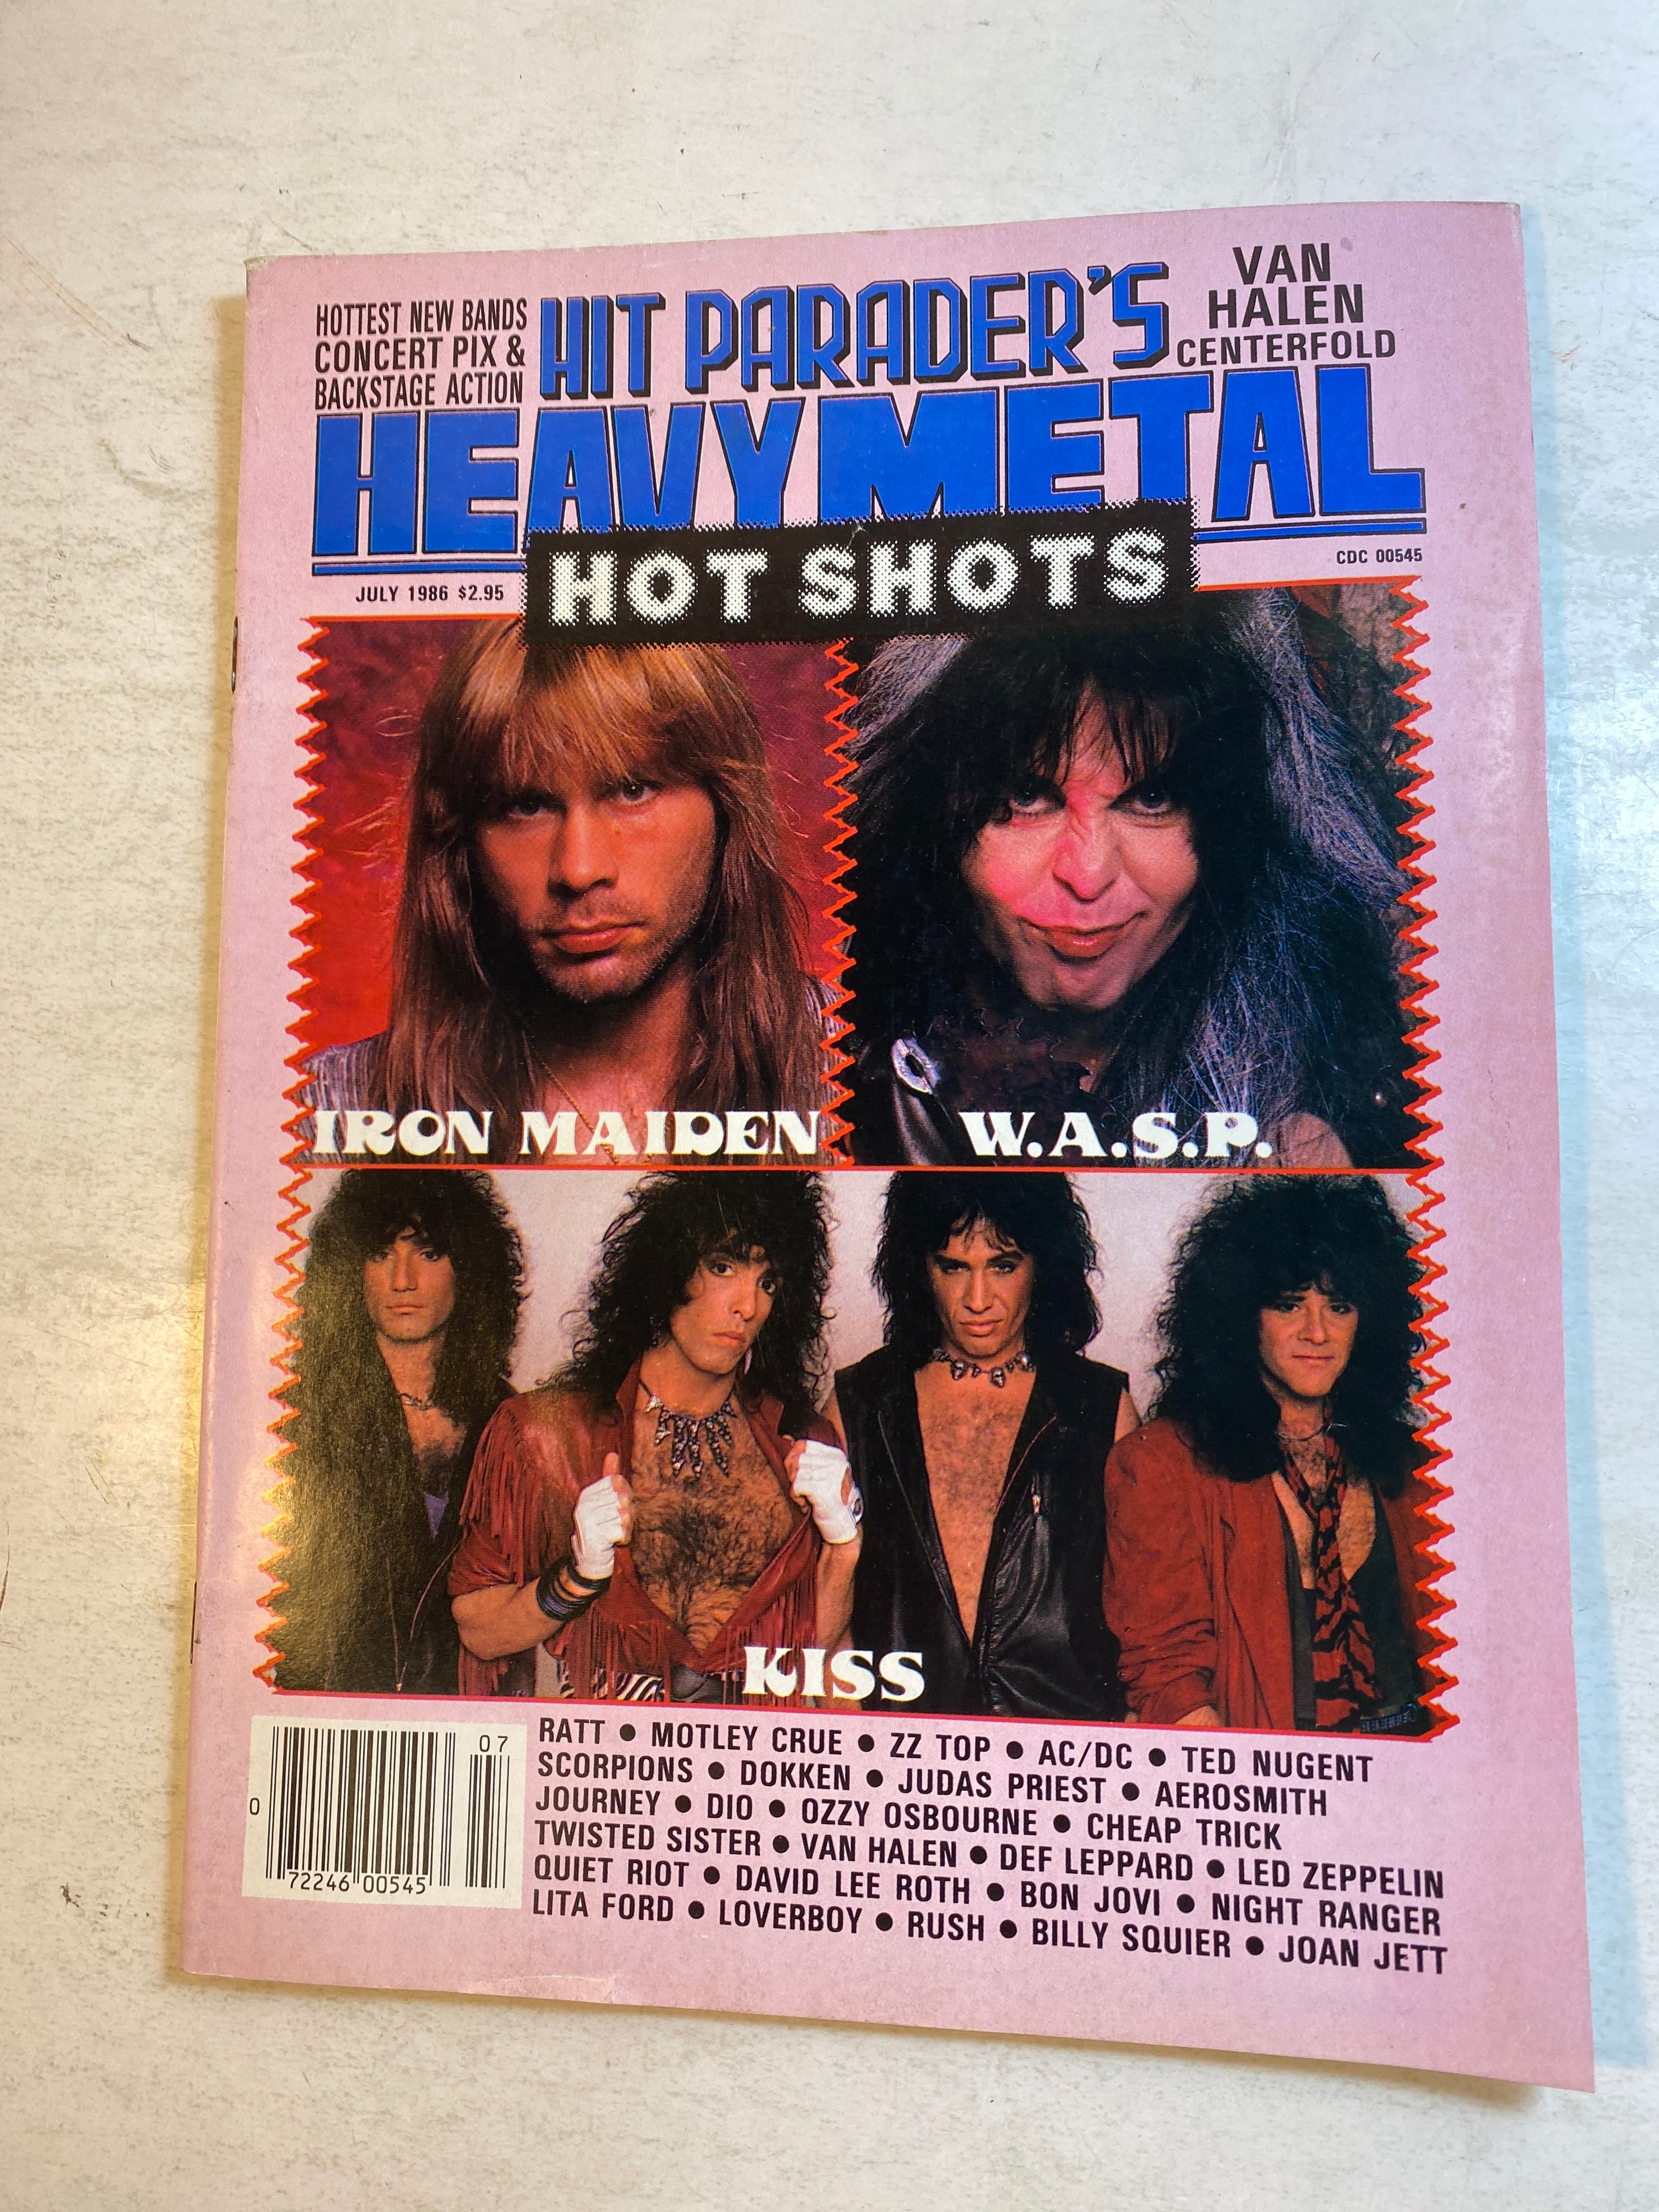 HOTTEST NEW BANDS
CONCERT PIX &
BACKSTAGE ACTION
HIT PARADER'S
VAN
HALEN
CENTERFOLD
HEAVY METAL
HOT SHOTS
JULY 1986 $2.95
CDC 00545
IRON MAIDEN
W.A.S.P.
KISS
RATT ● MOTLEY CRUE ● ZZ TOP ● AC/DC ● TED NUGENT
SCORPIONS ● DOKKEN ● JUDAS PRIEST ● AEROSMITH
JOURNEY ● DIO ● OZZY OSBOURNE ● CHEAP TRICK
TWISTED SISTER ● VAN HALEN ● DEF LEPPARD ● LED ZEPPELIN
QUIET RIOT ● DAVID LEE ROTH ● BON JOVI ● NIGHT RANGER
LITA FORD ● LOVERBOY ● RUSH ● BILLY SQUIER ● JOAN JETT
07
0 72246 00545